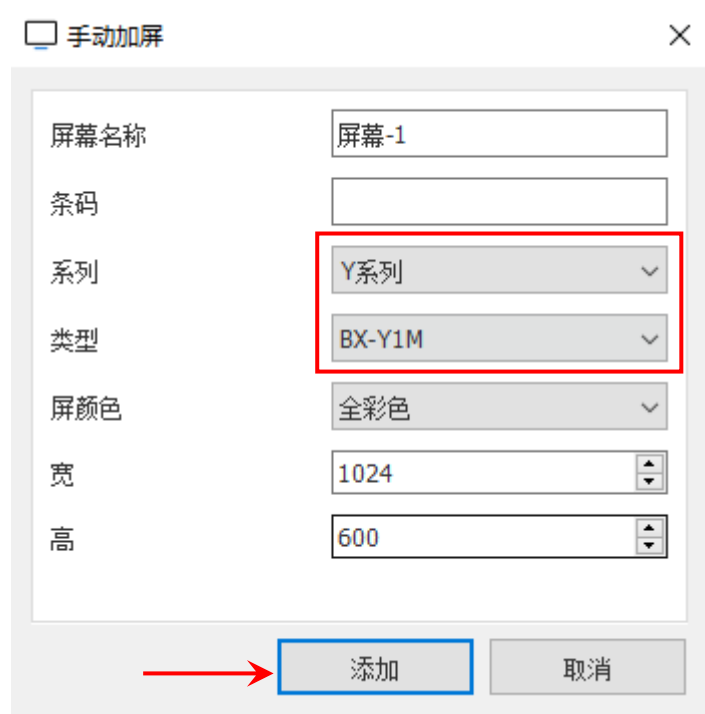 手动加屏
屏幕名称 屏幕-1
条码
系列 Y系列
类型 BX-Y1M
屏颜色 全彩色
宽 1024
高 600
添加 取消